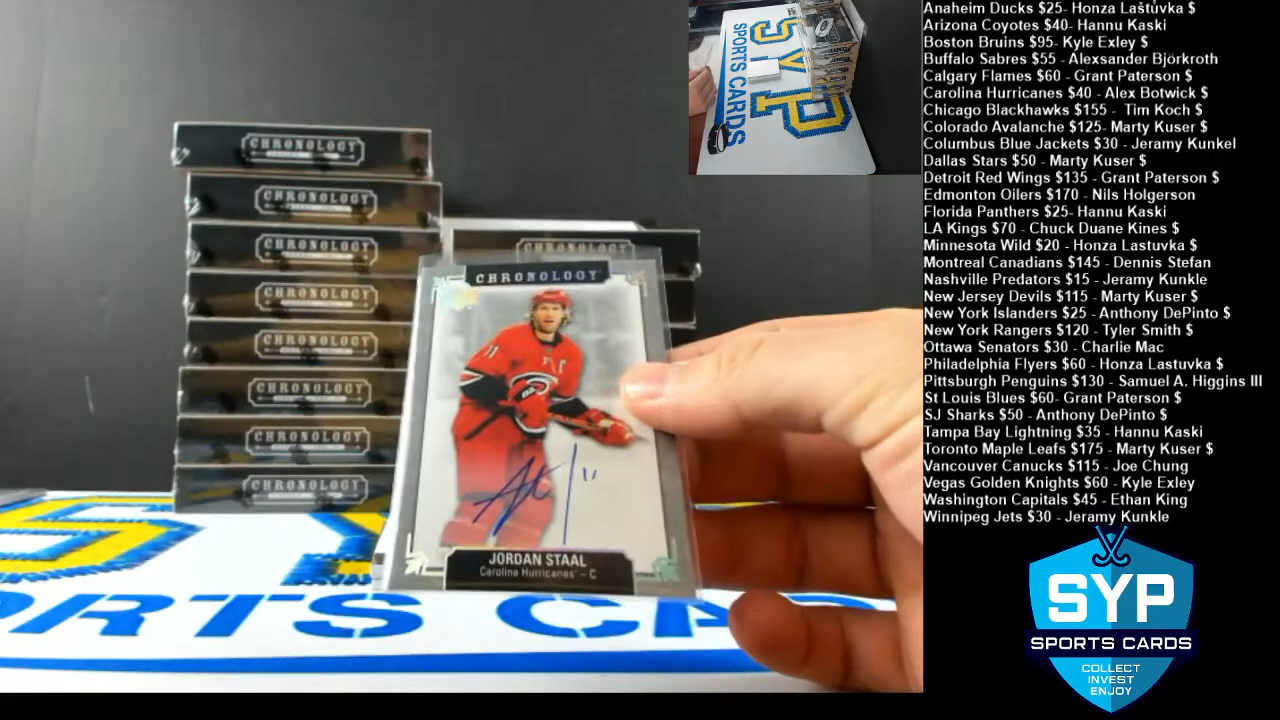 CHRONOLOGY
CHRONOLOGY
CHRONOLOGY
CHRONOLOGY
CHRONOLOGY
CHRONOLOGY
CHRONOLOGY
CHRONOLOGY
CHRONOLOGY
CHRONOLOGY
11
11
JORDAN STAAL
Carolina Hurricanes - C
SY
ORTS CA
SYP
SPORTS CARDS
Anaheim Ducks $25- Honza Laštuvka $
Arizona Coyotes $40- Hannu Kaski
Boston Bruins $95- Kyle Exley $
Buffalo Sabres $55 - Alexsander Björkroth
Calgary Flames $60 - Grant Paterson $
Carolina Hurricanes $40 - Alex Botwick $
Chicago Blackhawks $155 - Tim Koch $
Colorado Avalanche $125- Marty Kuser $
Columbus Blue Jackets $30 - Jeramy Kunkel
Dallas Stars $50 - Marty Kuser $
Detroit Red Wings $135 - Grant Paterson $
Edmonton Oilers $170 - Nils Holgerson
Florida Panthers $25- Hannu Kaski
LA Kings $70 - Chuck Duane Kines $
Minnesota Wild $20 - Honza Lastuvka $
Montreal Canadians $145 - Dennis Stefan
Nashville Predators $15 - Jeramy Kunkle
New Jersey Devils $115 - Marty Kuser $
New York Islanders $25 - Anthony DePinto $
New York Rangers $120 - Tyler Smith $
Ottawa Senators $30 - Charlie Mac
Philadelphia Flyers $60 - Honza Lastuvka $
Pittsburgh Penguins $130 - Samuel A. Higgins III
St Louis Blues $60- Grant Paterson $
SJ Sharks $50 - Anthony DePinto $
Tampa Bay Lightning $35 - Hannu Kaski
Toronto Maple Leafs $175 - Marty Kuser $
Vancouver Canucks $115 - Joe Chung
Vegas Golden Knights $60 - Kyle Exley
Washington Capitals $45 - Ethan King
Winnipeg Jets $30 - Jeramy Kunkle
SYP
SPORTS CARDS
COLLECT
INVEST
ENJOY